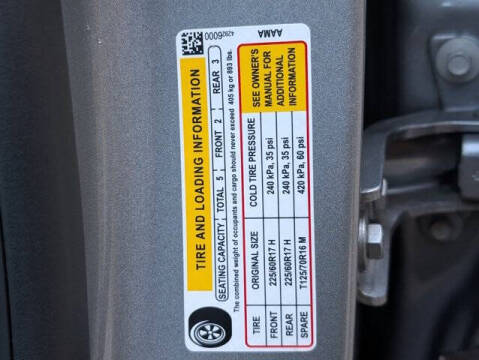 42926000 AAMA
TIRE AND LOADING INFORMATION
SEATING CAPACITY TOTAL 5 FRONT 2 REAR 3
The combined weight of occupants and cargo should never exceed 405 kg or 893 lbs.
TIRE ORIGINAL SIZE COLD TIRE PRESSURE SEE OWNER'S
FRONT 225/60R17 H 240 kPa, 35 psi MANUAL FOR
REAR 225/60R17 H 240 kPa, 35 psi ADDITIONAL
SPARE T125/70R16 M 420 kPa, 60 psi INFORMATION